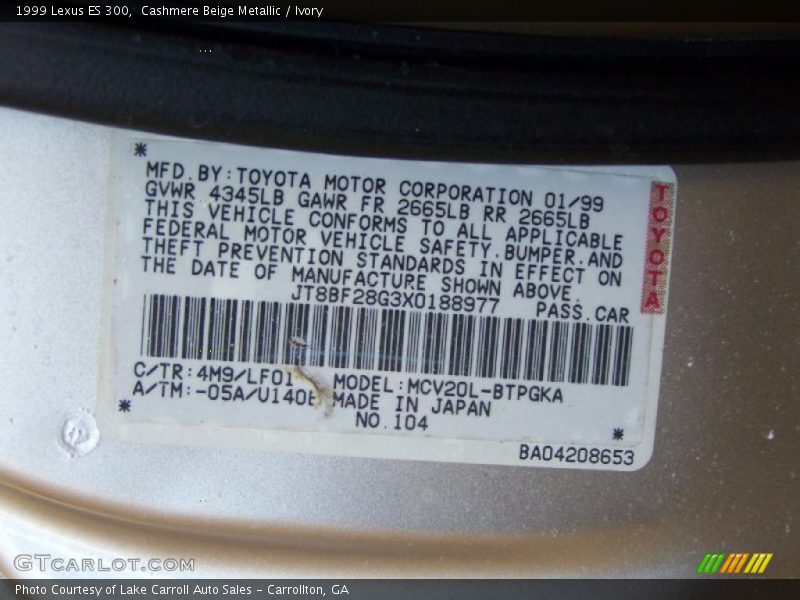 1999 Lexus ES 300, Cashmere Beige Metallic / Ivory
*
MFD.BY:TOYOTA MOTOR CORPORATION 01/99
GVWR 4345LB GAWR FR 2665LB RR 2665LB
THIS VEHICLE CONFORMS TO ALL APPLICABLE
FEDERAL MOTOR VEHICLE SAFETY.BUMPER.AND
THEFT PREVENTION STANDARDS IN EFFECT ON
THE DATE OF MANUFACTURE SHOWN ABOVE.
JT8BF28G3X0188977 PASS.CAR
TOYOTA
C/TR:4M9/LF01 MODEL:MCV20L-BTPGKA
A/TM:-05A/U140E MADE IN JAPAN
* NO.104 *
BA04208653
GTCARLOT.COM
Photo Courtesy of Lake Carroll Auto Sales - Carrollton, GA